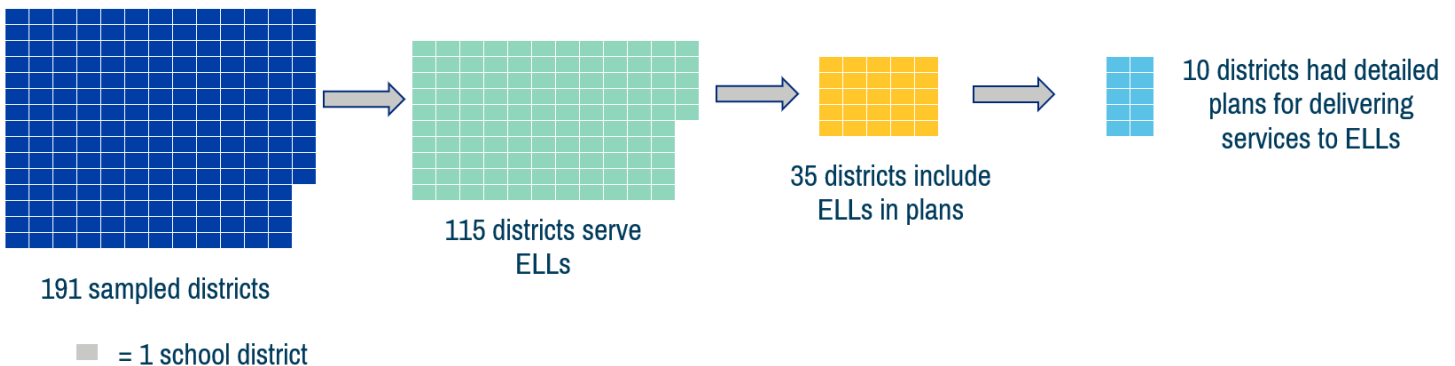 191 sampled districts
= 1 school district
115 districts serve
ELLs
35 districts include
ELLs in plans
10 districts had detailed
plans for delivering
services to ELLs